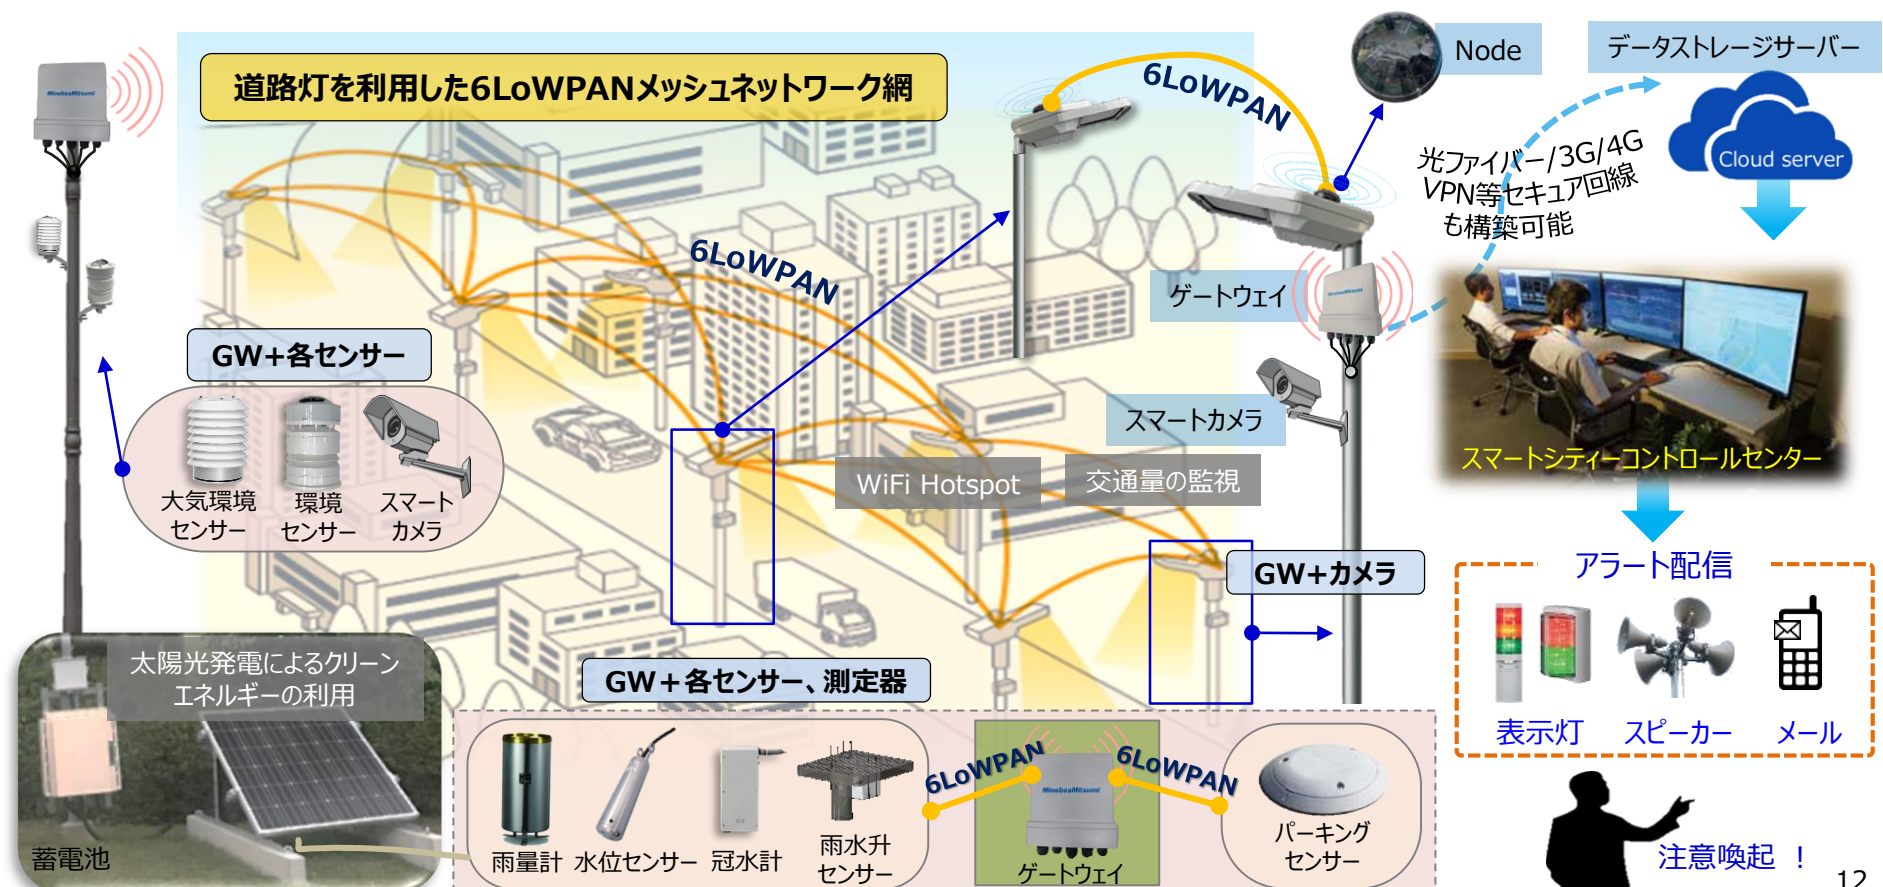 道路灯を利用した6LoWPANメッシュネットワーク網
MinebeaMitsumi
6LoWPAN
Node
データストレージサーバー
Cloud server
光ファイバー/3G/4G
VPN等セキュア回線
も構築可能
6LoWPAN
ゲートウェイ
MinebeaMitsumi
GW+各センサー
大気環境
センサー
環境
センサー
スマート
カメラ
スマートカメラ
WiFi Hotspot
交通量の監視
スマートシティーコントロールセンター
GW+カメラ
アラート配信
表示灯
スピーカー
メール
注意喚起 !
太陽光発電によるクリーン
エネルギーの利用
蓄電池
GW+各センサー、測定器
雨量計
水位センサー
冠水計
雨水升
センサー
6LoWPAN
MinebeaMitsumi
ゲートウェイ
6LoWPAN
パーキング
センサー
12